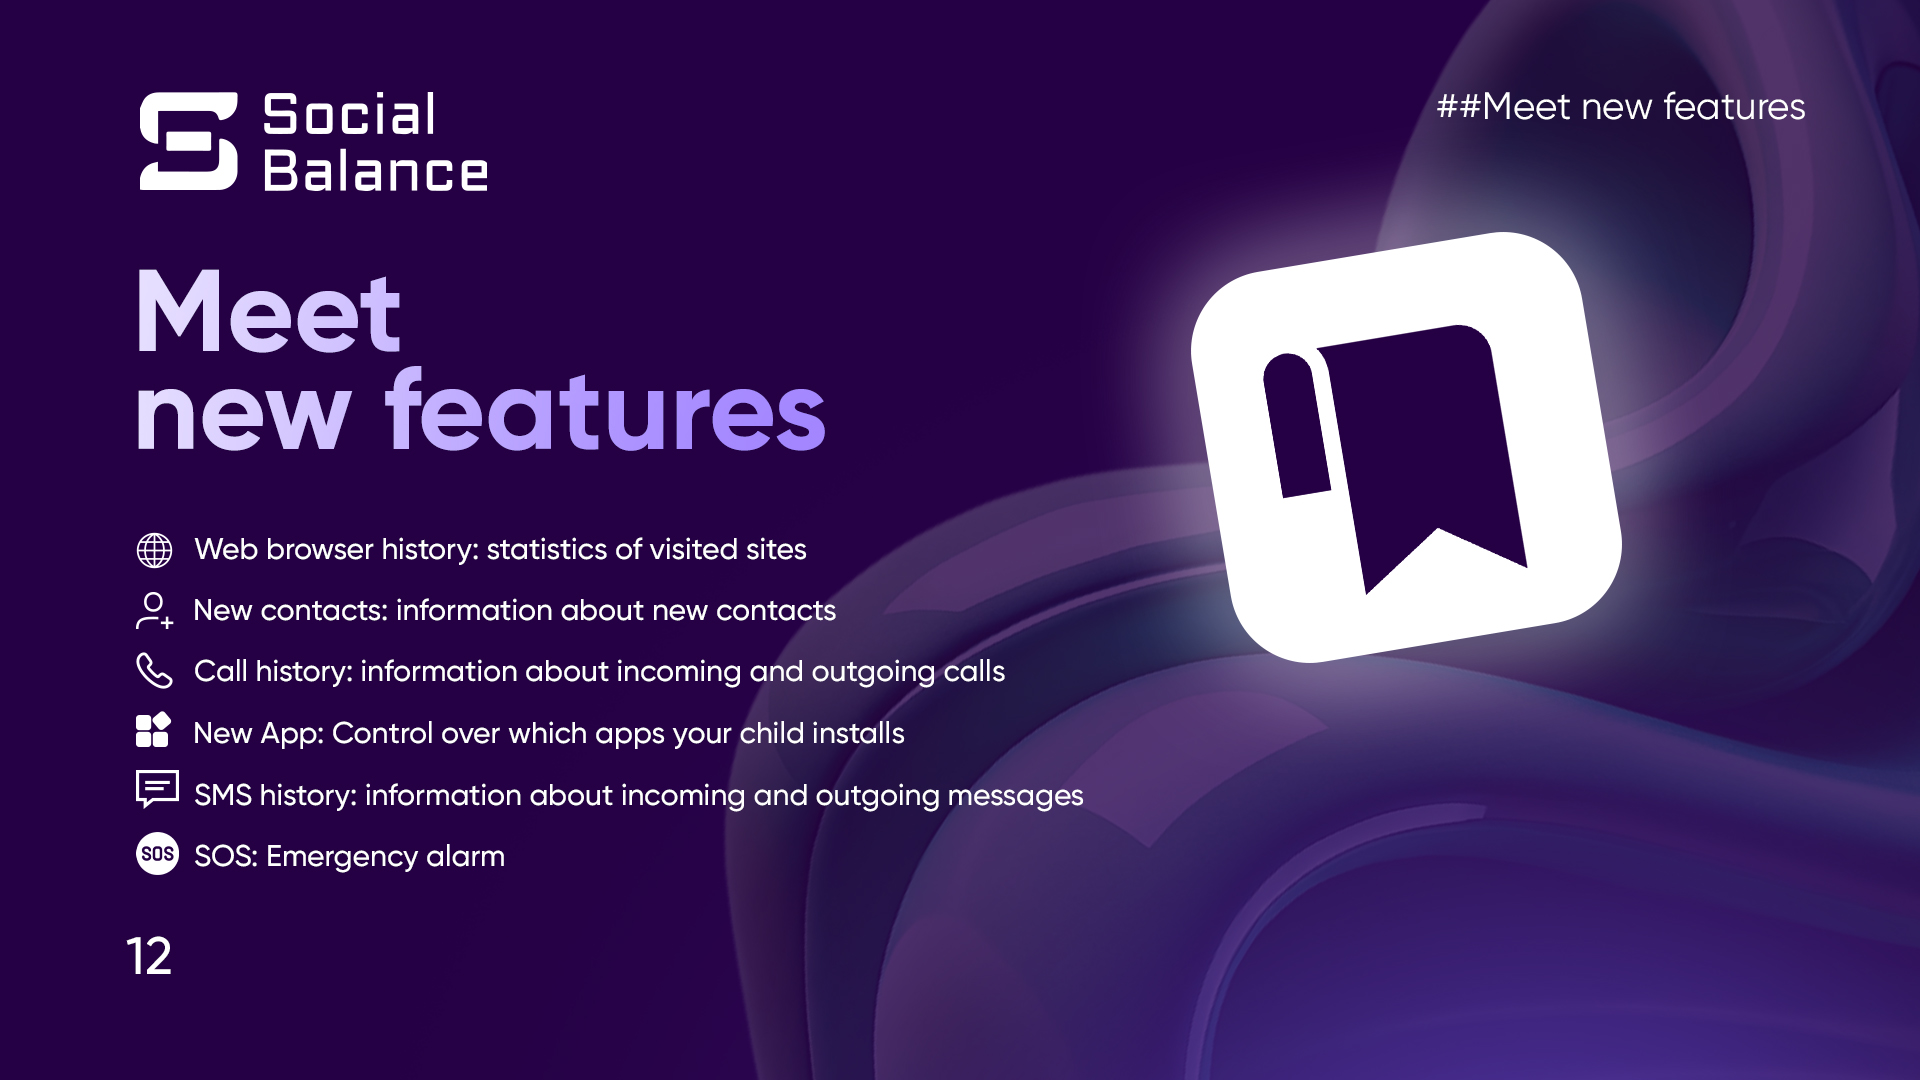 Social
Balance
##Meet new features
Meet
new features
Web browser history: statistics of visited sites
New contacts: information about new contacts
Call history: information about incoming and outgoing calls
New App: Control over which apps your child installs
SMS history: information about incoming and outgoing messages
SOS SOS: Emergency alarm
12